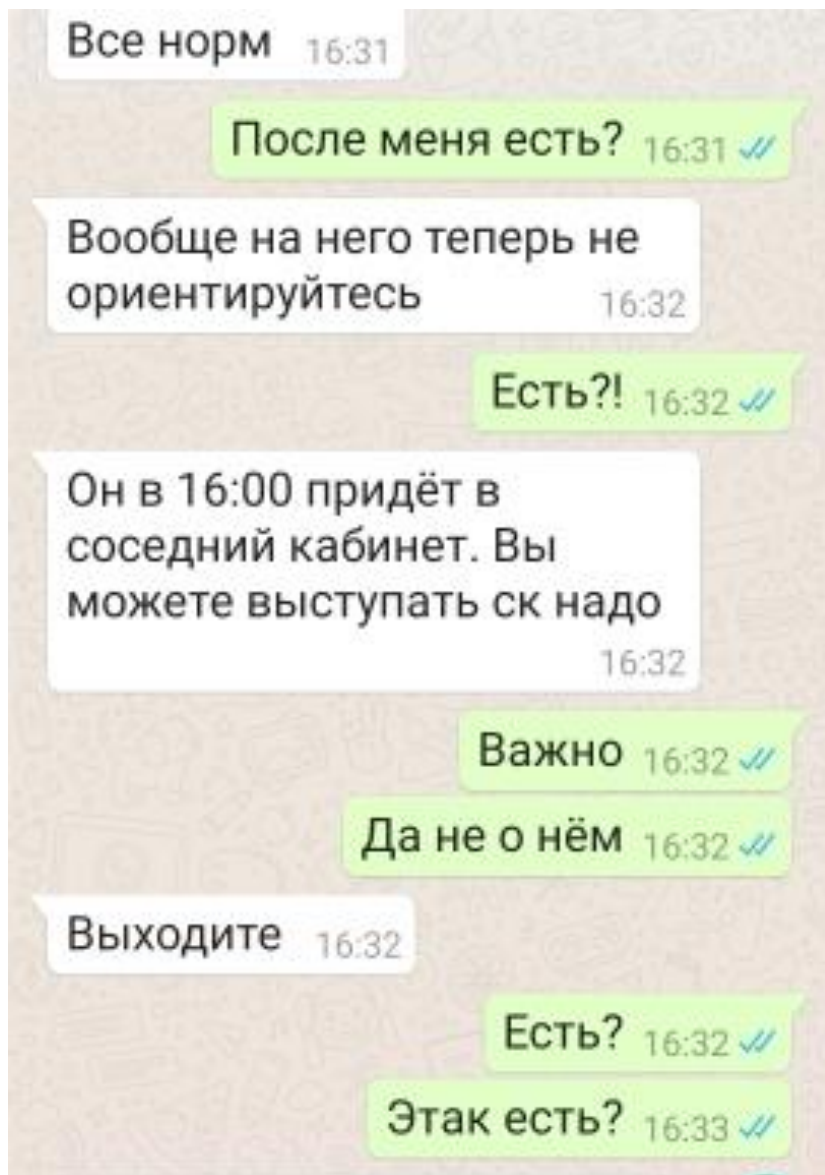 Все норм 16:31
После меня есть? 16:31
Вообще на него теперь не
ориентируйтесь 16:32
Есть?! 16:32
Он в 16:00 придёт в
соседний кабинет. Вы
можете выступать ск надо
16:32
Важно 16:32
Да не о нём 16:32
Выходите 16:32
Есть? 16:32
Этак есть? 16:33